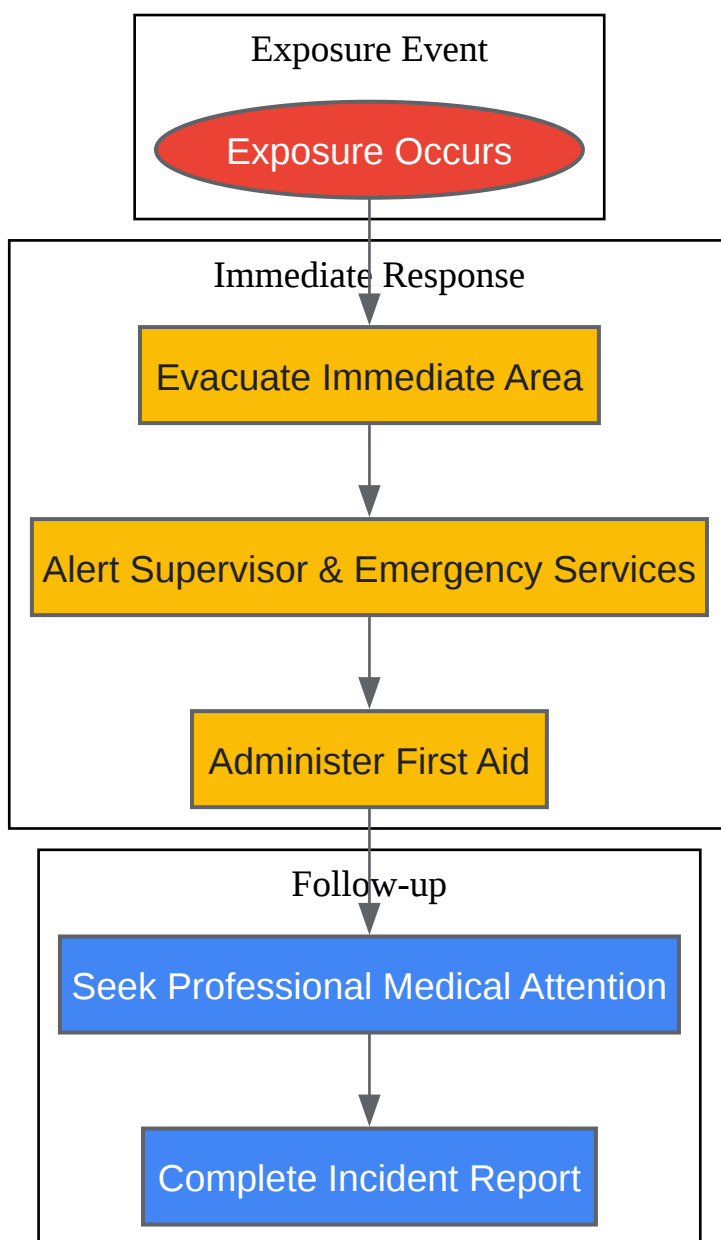 Exposure Event
Exposure Occurs
Immediate Response
Evacuate Immediate Area
Alert Supervisor & Emergency Services
Administer First Aid
Follow-up
Seek Professional Medical Attention
Complete Incident Report